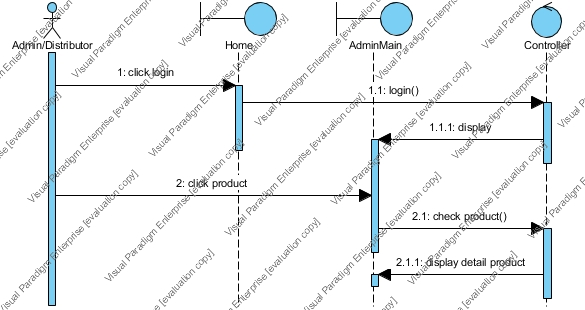 Admin/Distributor
Home
AdminMain
Controller
1: click login
1.1: login()
1.1.1: display
2: click product
2.1: check product()
2.1.1: display detail product
Visual Paradigm Enterprise [evaluation copy]